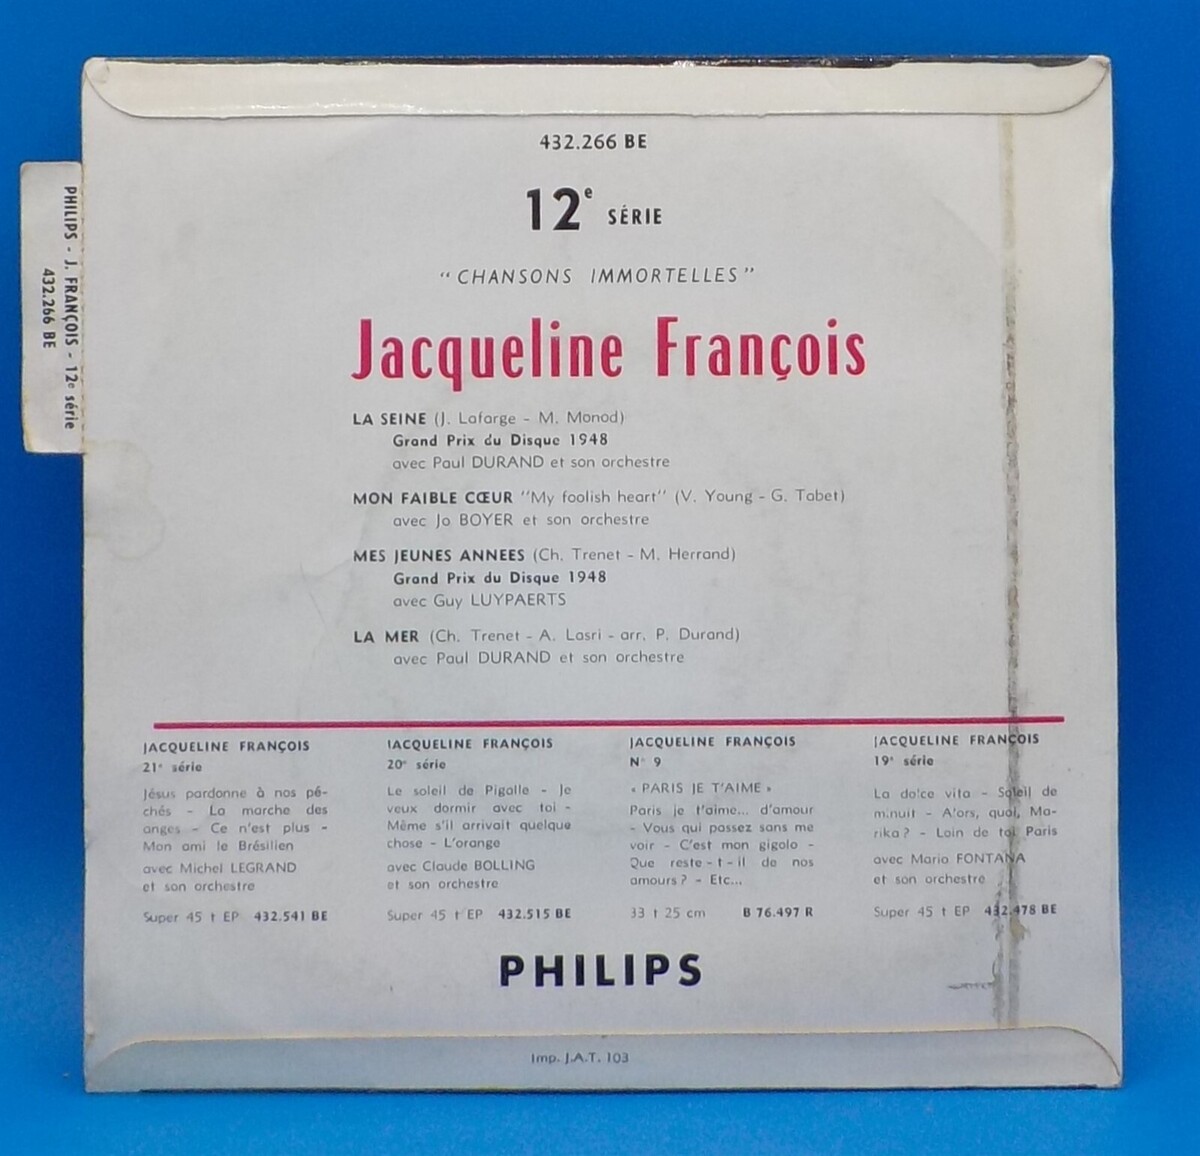 PHILIPS - J. FRANÇOIS - 12e série
432.266 BE
432.266 BE
12e SÉRIE
"CHANSONS IMMORTELLES"
Jacqueline François
LA SEINE (J. Lafarge - M. Monod)
Grand Prix du Disque 1948
avec Paul DURAND et son orchestre
MON FAIBLE CŒUR "My foolish heart" (V. Young - G. Tabet)
avec Jo BOYER et son orchestre
MES JEUNES ANNEES (Ch. Trenet - M. Herrand)
Grand Prix du Disque 1948
avec Guy LUYPAERTS
LA MER (Ch. Trenet - A. Lasri - arr. P. Durand)
avec Paul DURAND et son orchestre
JACQUELINE FRANÇOIS
21e série
Jésus pardonne à nos pé-
chés - La marche des
anges - Ce n'est plus -
Mon ami le Brésilien
avec Michel LEGRAND
et son orchestre
Super 45 t EP 432.541 BE
JACQUELINE FRANÇOIS
20e série
Le soleil de Pigalle - Je
veux dormir avec toi -
Même s'il arrivait quelque
chose - L'orange
avec Claude BOLLING
et son orchestre
Super 45 t EP 432.515 BE
JACQUELINE FRANÇOIS
N° 9
« PARIS JE T'AIME »
Paris je t'aime... d'amour
- Vous qui passez sans me
voir - C'est mon gigolo -
Que reste-t-il de nos
amours ? - Etc...
33 t 25 cm B 76.497 R
JACQUELINE FRANÇOIS
19e série
La dolce vita - Soleil de
minuit - Alors, quoi, Ma-
rika ? - Loin de toi Paris
avec Mario FONTANA
et son orchestre
Super 45 t EP 432.478 BE
PHILIPS
Imp. J.A.T. 103